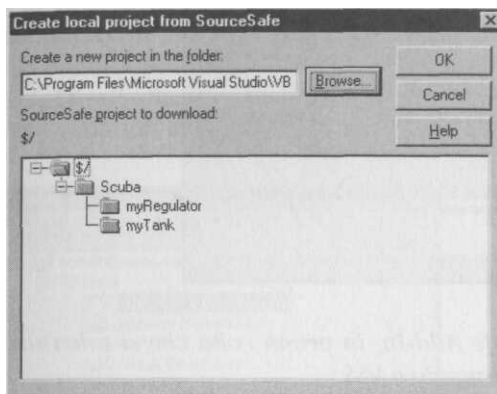 Create local project from SourceSafe
Create a new project in the folder:
C:\Program Files\Microsoft Visual Studio\VB
Browse...
OK
Cancel
Help
SourceSafe project to download:
$/
$/
Scuba
myRegulator
myTank